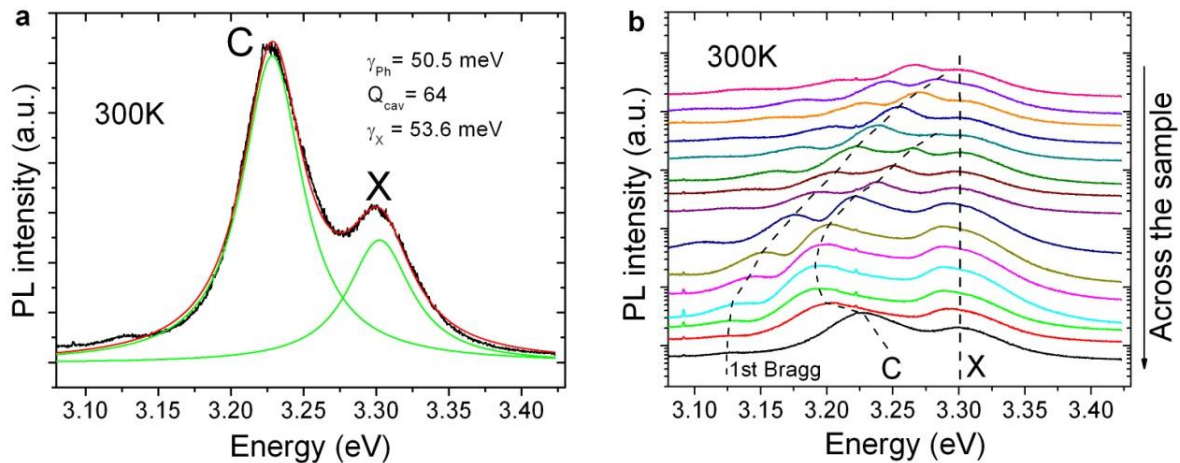 a
C
300K
γPh = 50.5 meV
Qcav = 64
γX = 53.6 meV
X
PL intensity (a.u.)
3.10 3.15 3.20 3.25 3.30 3.35 3.40
Energy (eV)
b
300K
PL intensity (a.u.)
1st Bragg
C
X
Across the sample
3.10 3.15 3.20 3.25 3.30 3.35 3.40
Energy (eV)